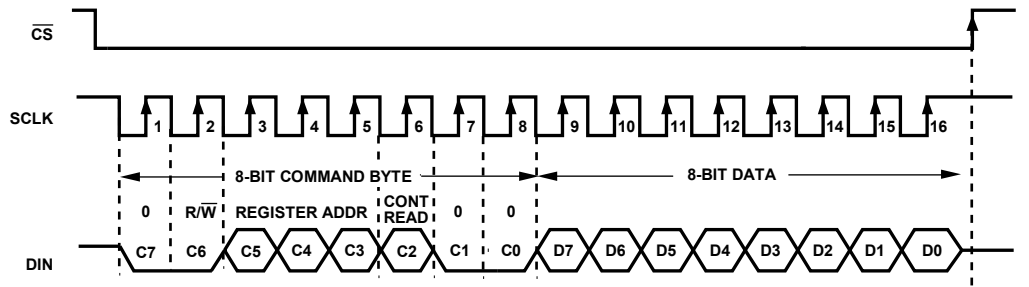 CS
SCLK
1 2 3 4 5 6 7 8 9 10 11 12 13 14 15 16
8-BIT COMMAND BYTE 8-BIT DATA
0 R/W REGISTER ADDR CONT READ 0 0
DIN
C7 C6 C5 C4 C3 C2 C1 C0 D7 D6 D5 D4 D3 D2 D1 D0